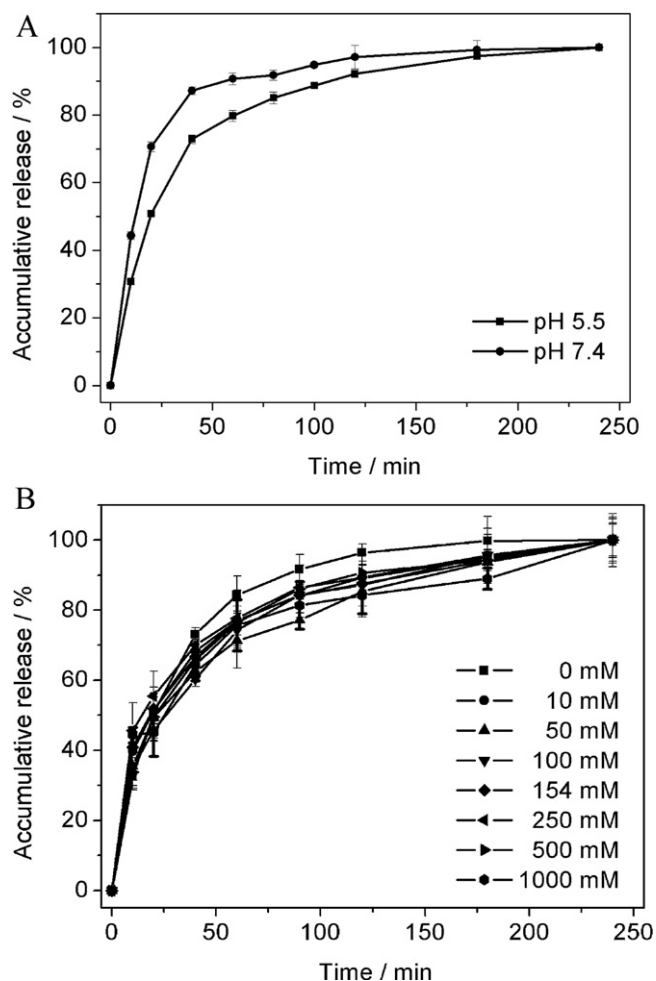 A
Accumulative release / %
100
80
60
40
20
0
pH 5.5
pH 7.4
0 50 100 150 200 250
Time / min
B
Accumulative release / %
100
80
60
40
20
0
0 mM
10 mM
50 mM
100 mM
154 mM
250 mM
500 mM
1000 mM
0 50 100 150 200 250
Time / min